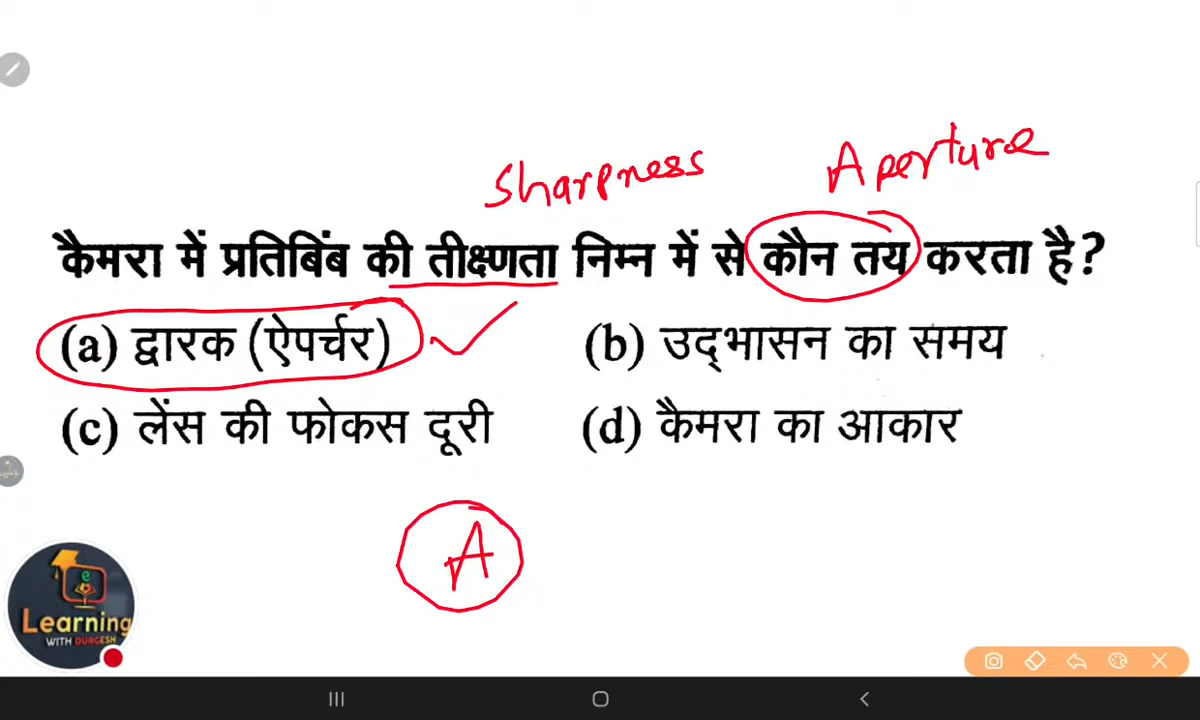 Sharpness Aperture
कैमरा में प्रतिबिंब की तीक्ष्णता निम्न में से कौन तय करता है?
(a) द्वारक (ऐपर्चर) (b) उद्भासन का समय
(c) लेंस की फोकस दूरी (d) कैमरा का आकार
A
e
Learning
WITH DURGESH